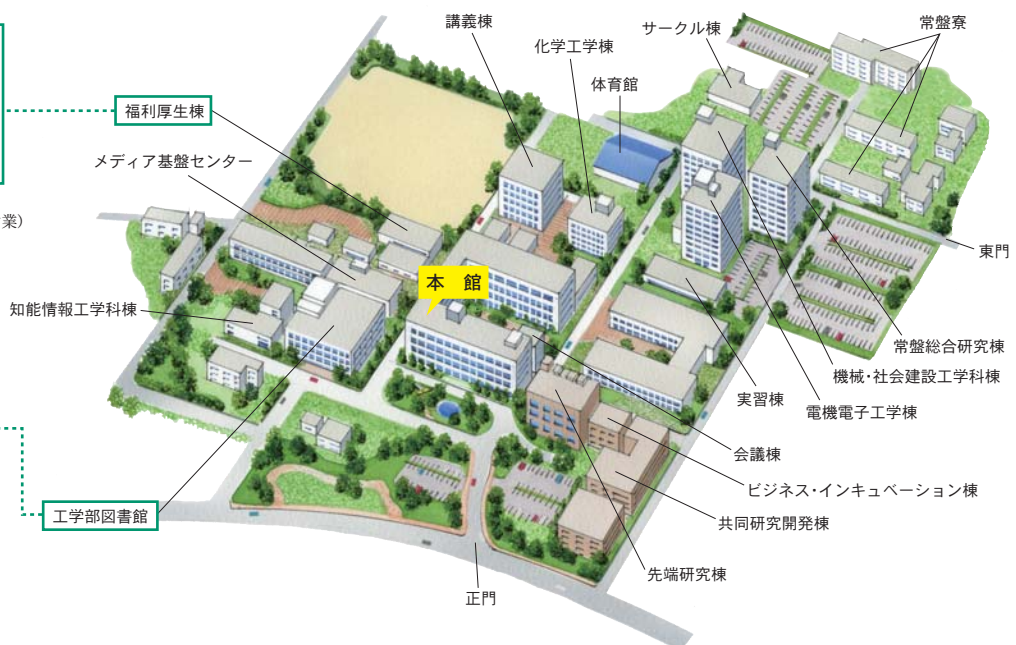 講義棟
サークル棟
常盤寮
化学工学棟
体育館
福利厚生棟
メディア基盤センター
業）
東門
本 館
知能情報工学科棟
常盤総合研究棟
機械・社会建設工学科棟
実習棟
電機電子工学棟
会議棟
ビジネス・インキュベーション棟
工学部図書館
共同研究開発棟
先端研究棟
正門